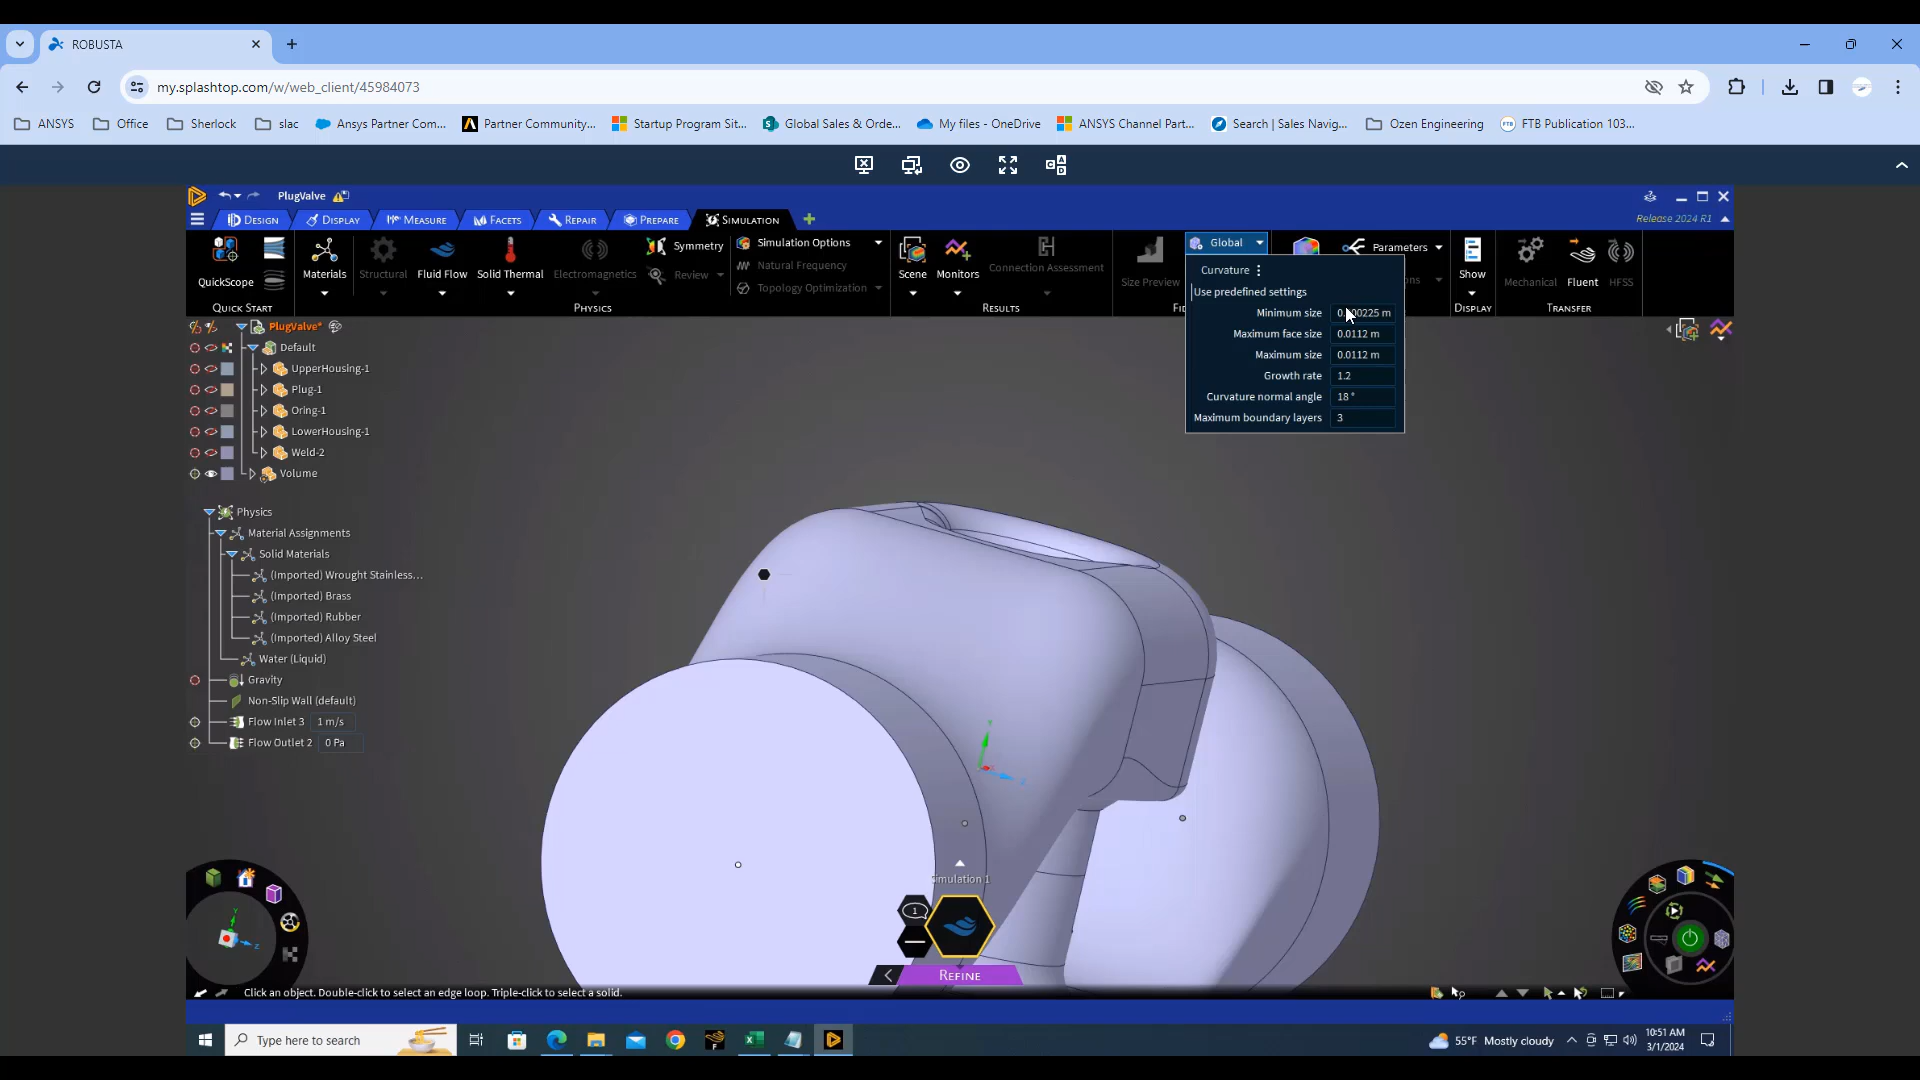 ROBUSTA
my.splashtop.com/w/web_client/45984073
ANSYS Office Sherlock slac Ansys Partner Com... Partner Community... Startup Program Sit... Global Sales & Orde... My files - OneDrive ANSYS Channel Part... Search | Sales Navig... Ozen Engineering FTB Publication 103...
PlugValve
DESIGN DISPLAY MEASURE FACETS REPAIR PREPARE SIMULATION
Release 2024 R1
QuickScope
QUICK START
Materials Structural Fluid Flow Solid Thermal Electromagnetics
Symmetry
Review
PHYSICS
Simulation Options
Natural Frequency
Topology Optimization
Scene Monitors Connection Assessment
RESULTS
Size Preview
Global
Parameters
Show
DISPLAY
Mechanical Fluent HFSS
TRANSFER
Curvature
Use predefined settings
Minimum size
Maximum face size 0.0112 m
Maximum size 0.0112 m
Growth rate 1.2
Curvature normal angle 18 °
Maximum boundary layers 3
PlugValve*
Default
UpperHousing-1
Plug-1
Oring-1
LowerHousing-1
Weld-2
Volume
Physics
Material Assignments
Solid Materials
(Imported) Wrought Stainless...
(Imported) Brass
(Imported) Rubber
(Imported) Alloy Steel
Water (Liquid)
Gravity
Non-Slip Wall (default)
Flow Inlet 3 1 m/s
Flow Outlet 2 0 Pa
Simulation 1
1
REFINE
Click an object. Double-click to select an edge loop. Triple-click to select a solid.
Type here to search
55°F Mostly cloudy
10:51 AM
3/1/2024